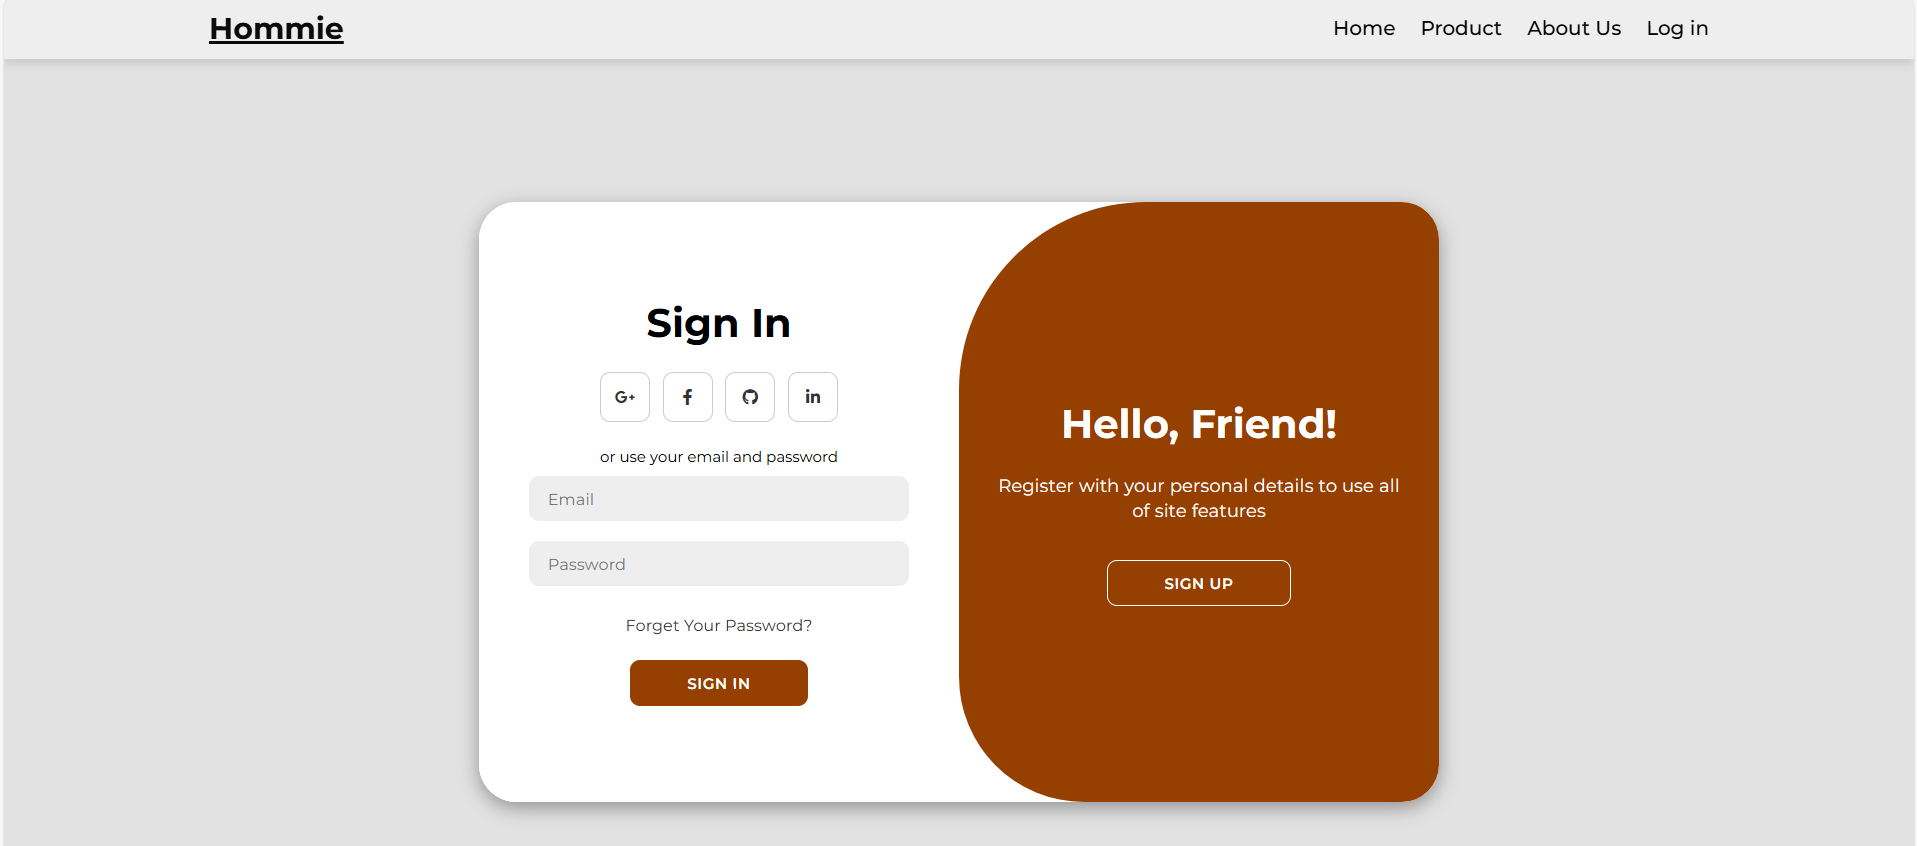 Hommie
Home Product About Us Log in
Sign In
G+ f in
or use your email and password
Email
Password
Forget Your Password?
SIGN IN
Hello, Friend!
Register with your personal details to use all
of site features
SIGN UP